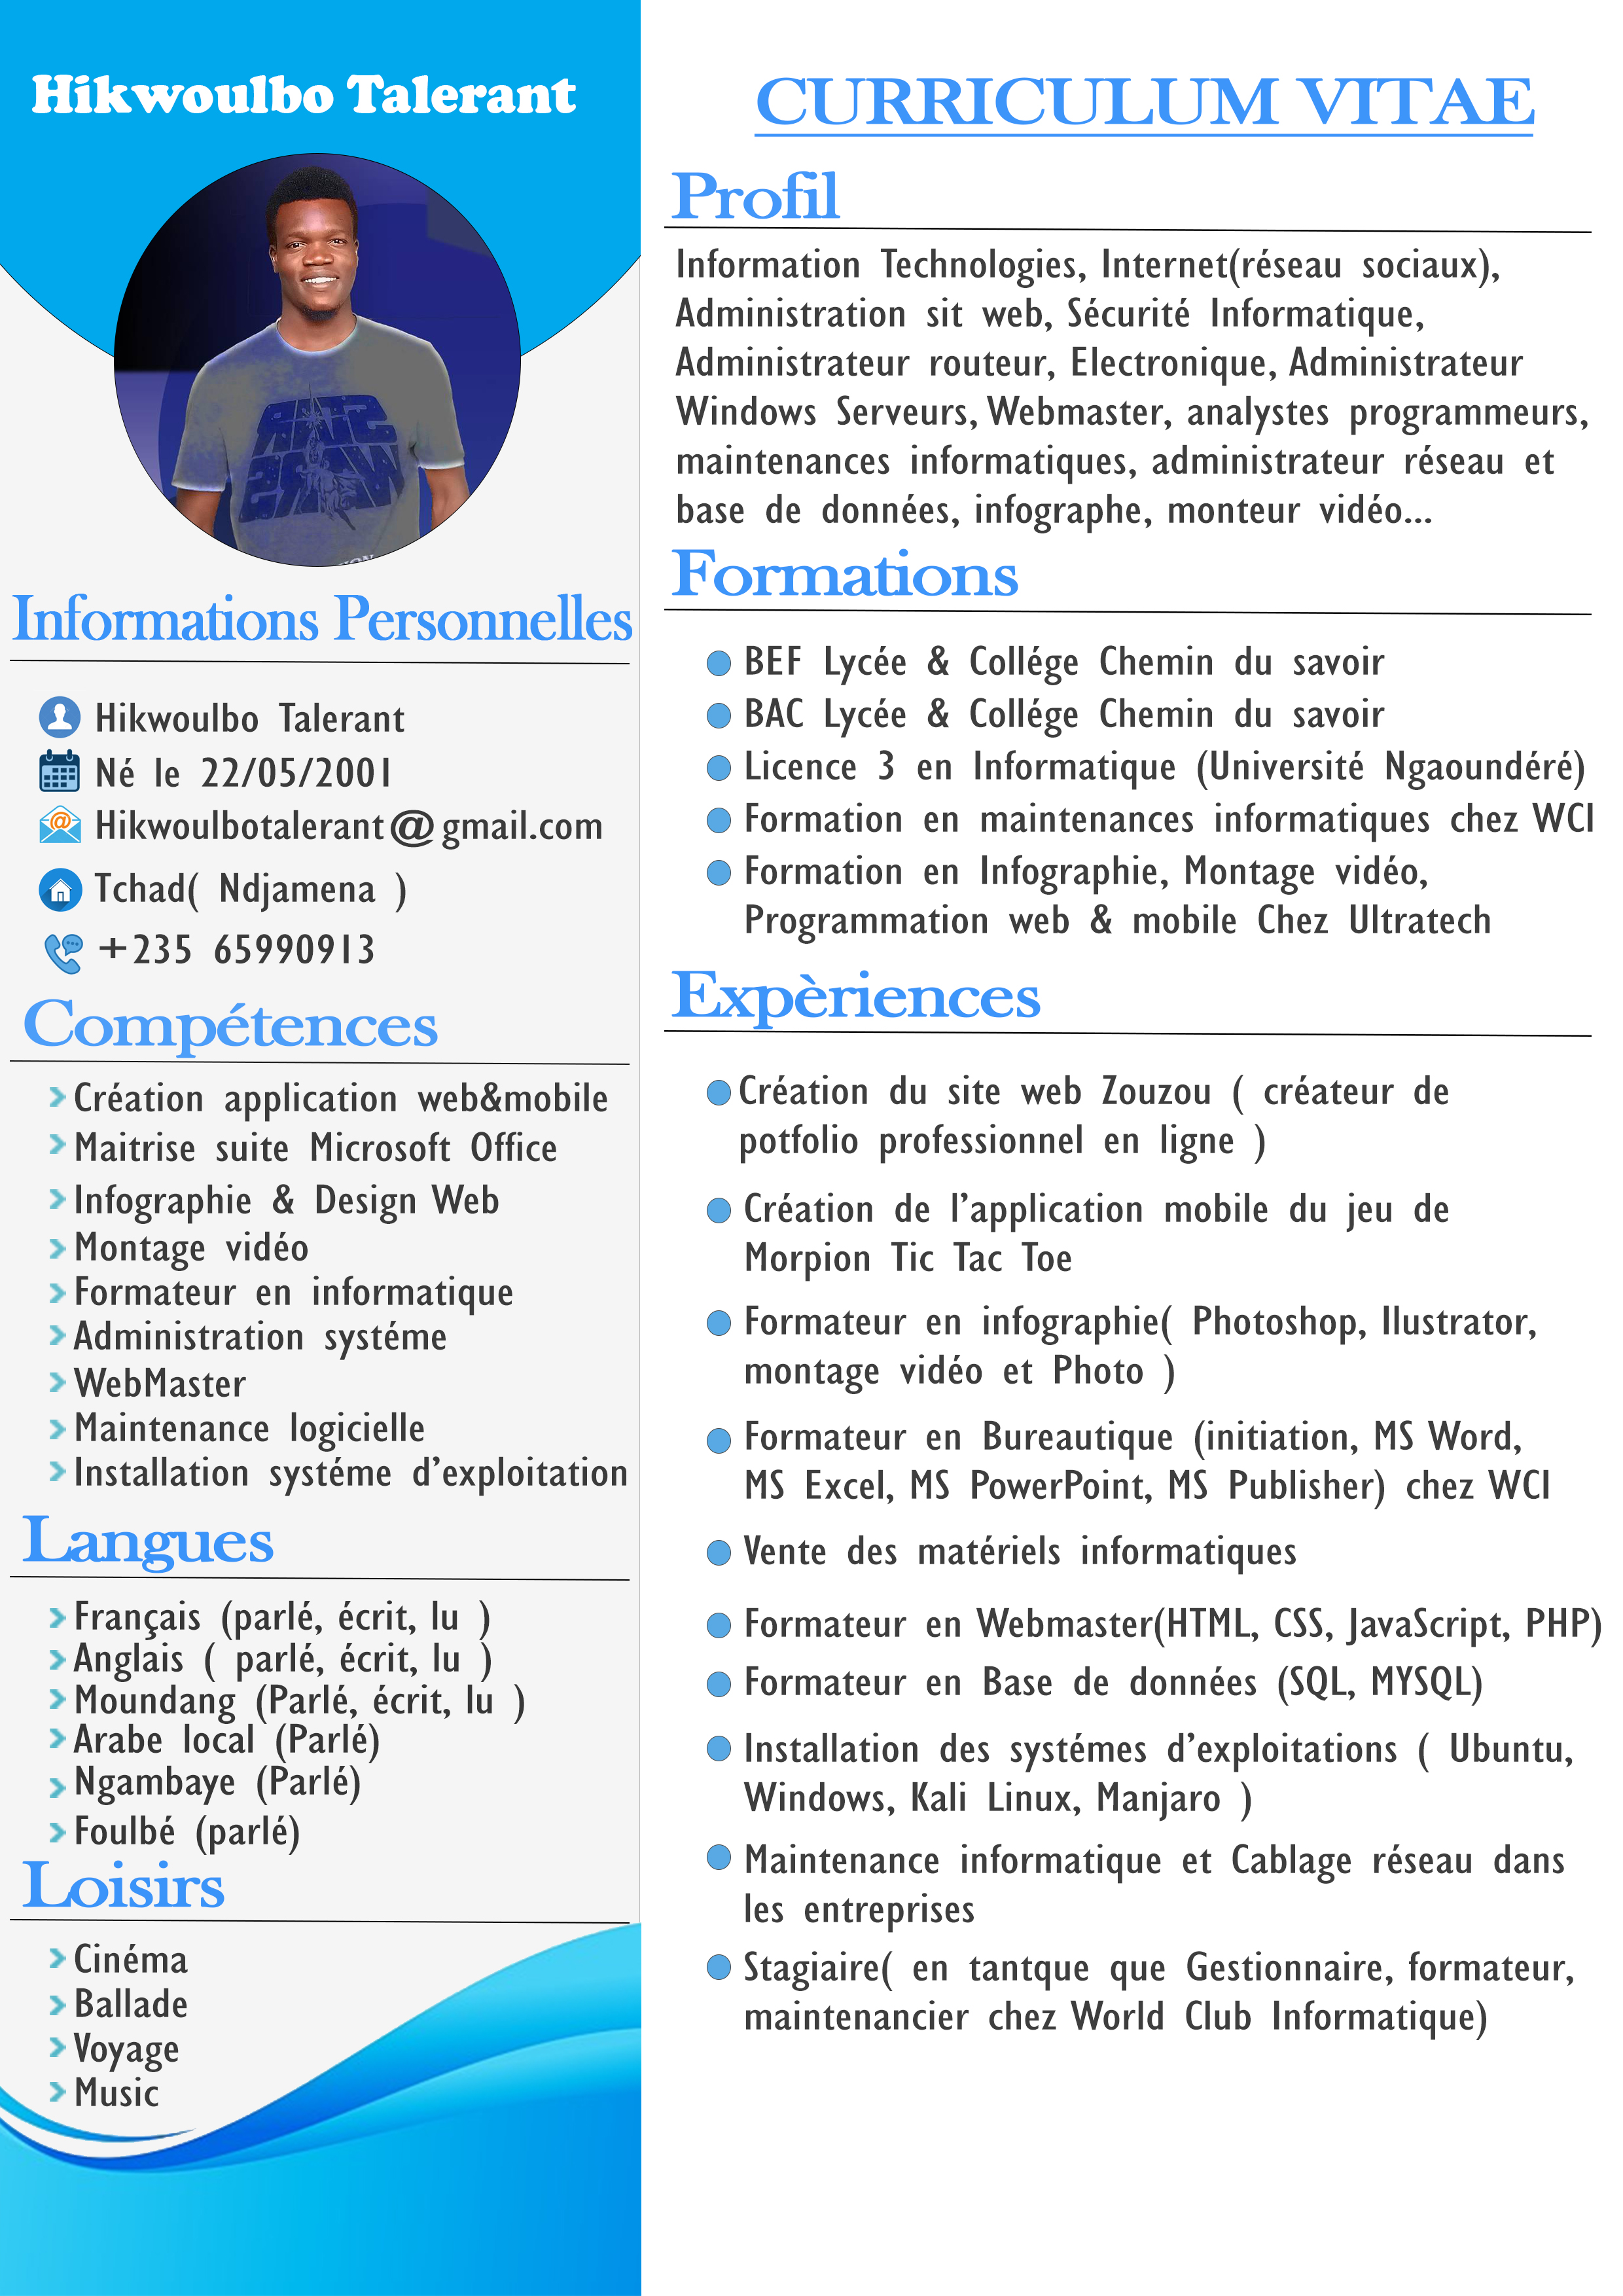 Hikwoulbo Talerant
Informations Personnelles
Hikwoulbo Talerant
Né le 22/05/2001
Hikwoulbotalerant@gmail.com
Tchad( Ndjamena )
+235 65990913
Compétences
Création application web&mobile
Maitrise suite Microsoft Office
Infographie & Design Web
Montage vidéo
Formateur en informatique
Administration systéme
WebMaster
Maintenance logicielle
Installation systéme d'exploitation
Langues
Français (parlé, écrit, lu )
Anglais ( parlé, écrit, lu )
Moundang (Parlé, écrit, lu )
Arabe local (Parlé)
Ngambaye (Parlé)
Foulbé (parlé)
Loisirs
Cinéma
Ballade
Voyage
Music
CURRICULUM VITAE
Profil
Information Technologies, Internet(réseau sociaux),
Administration sit web, Sécurité Informatique,
Administrateur routeur, Electronique, Administrateur
Windows Serveurs, Webmaster, analystes programmeurs,
maintenances informatiques, administrateur réseau et
base de données, infographe, monteur vidéo...
Formations
BEF Lycée & Collége Chemin du savoir
BAC Lycée & Collége Chemin du savoir
Licence 3 en Informatique (Université Ngaoundéré)
Formation en maintenances informatiques chez WCI
Formation en Infographie, Montage vidéo,
Programmation web & mobile Chez Ultratech
Expèriences
Création du site web Zouzou ( créateur de
potfolio professionnel en ligne )
Création de l'application mobile du jeu de
Morpion Tic Tac Toe
Formateur en infographie( Photoshop, Ilustrator,
montage vidéo et Photo )
Formateur en Bureautique (initiation, MS Word,
MS Excel, MS PowerPoint, MS Publisher) chez WCI
Vente des matériels informatiques
Formateur en Webmaster(HTML, CSS, JavaScript, PHP)
Formateur en Base de données (SQL, MYSQL)
Installation des systémes d'exploitations ( Ubuntu,
Windows, Kali Linux, Manjaro )
Maintenance informatique et Cablage réseau dans
les entreprises
Stagiaire( en tantque que Gestionnaire, formateur,
maintenancier chez World Club Informatique)